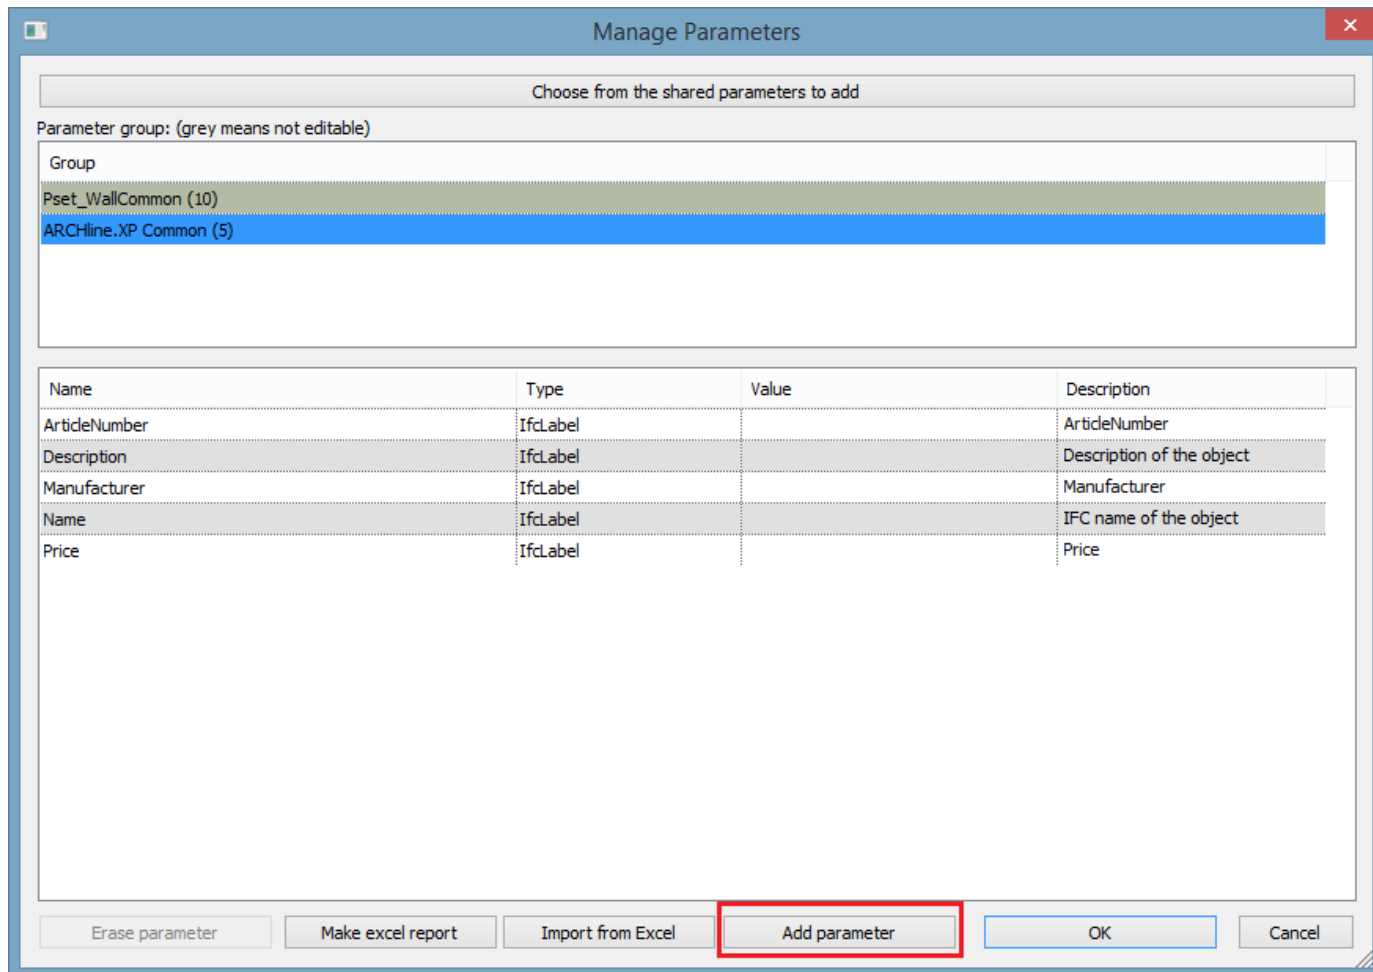 Manage Parameters
Choose from the shared parameters to add
Parameter group: (grey means not editable)
Group
Pset_WallCommon (10)
ARCHline.XP Common (5)
Name Type Value Description
ArticleNumber IfcLabel ArticleNumber
Description IfcLabel Description of the object
Manufacturer IfcLabel Manufacturer
Name IfcLabel IFC name of the object
Price IfcLabel Price
Erase parameter Make excel report Import from Excel Add parameter OK Cancel